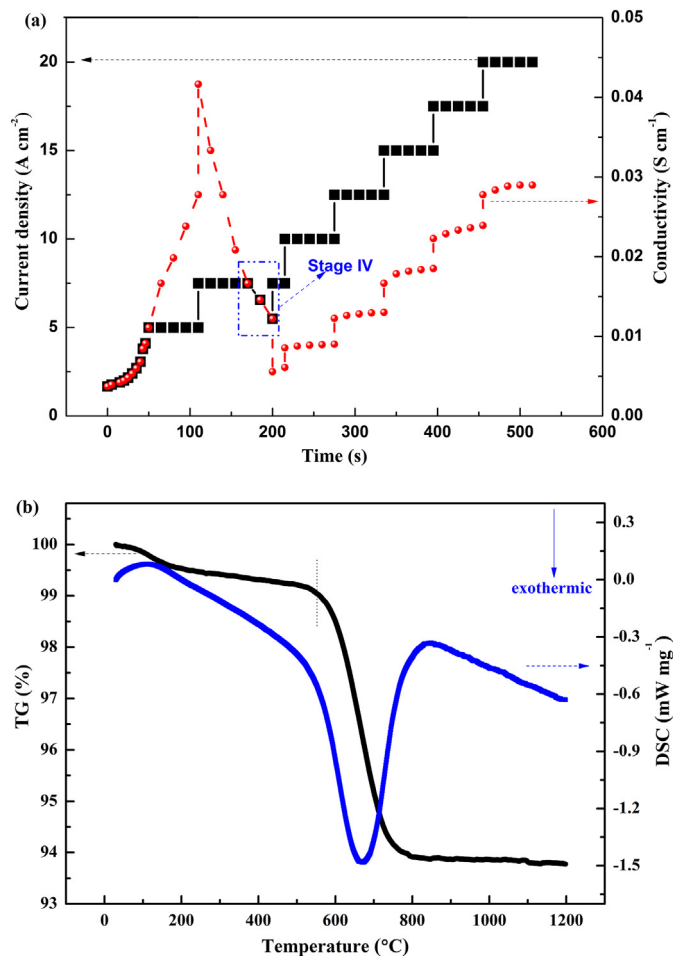 (a)
Current density (A cm⁻²)
20
15
10
5
0
Stage IV
0.05
0.04
0.03
0.02
0.01
0.00
Conductivity (S cm⁻¹)
0 100 200 300 400 500 600
Time (s)
(b)
TG (%)
100
99
98
97
96
95
94
93
exothermic
0.3
0.0
-0.3
-0.6
-0.9
-1.2
-1.5
DSC (mW mg⁻¹)
0 200 400 600 800 1000 1200
Temperature (°C)